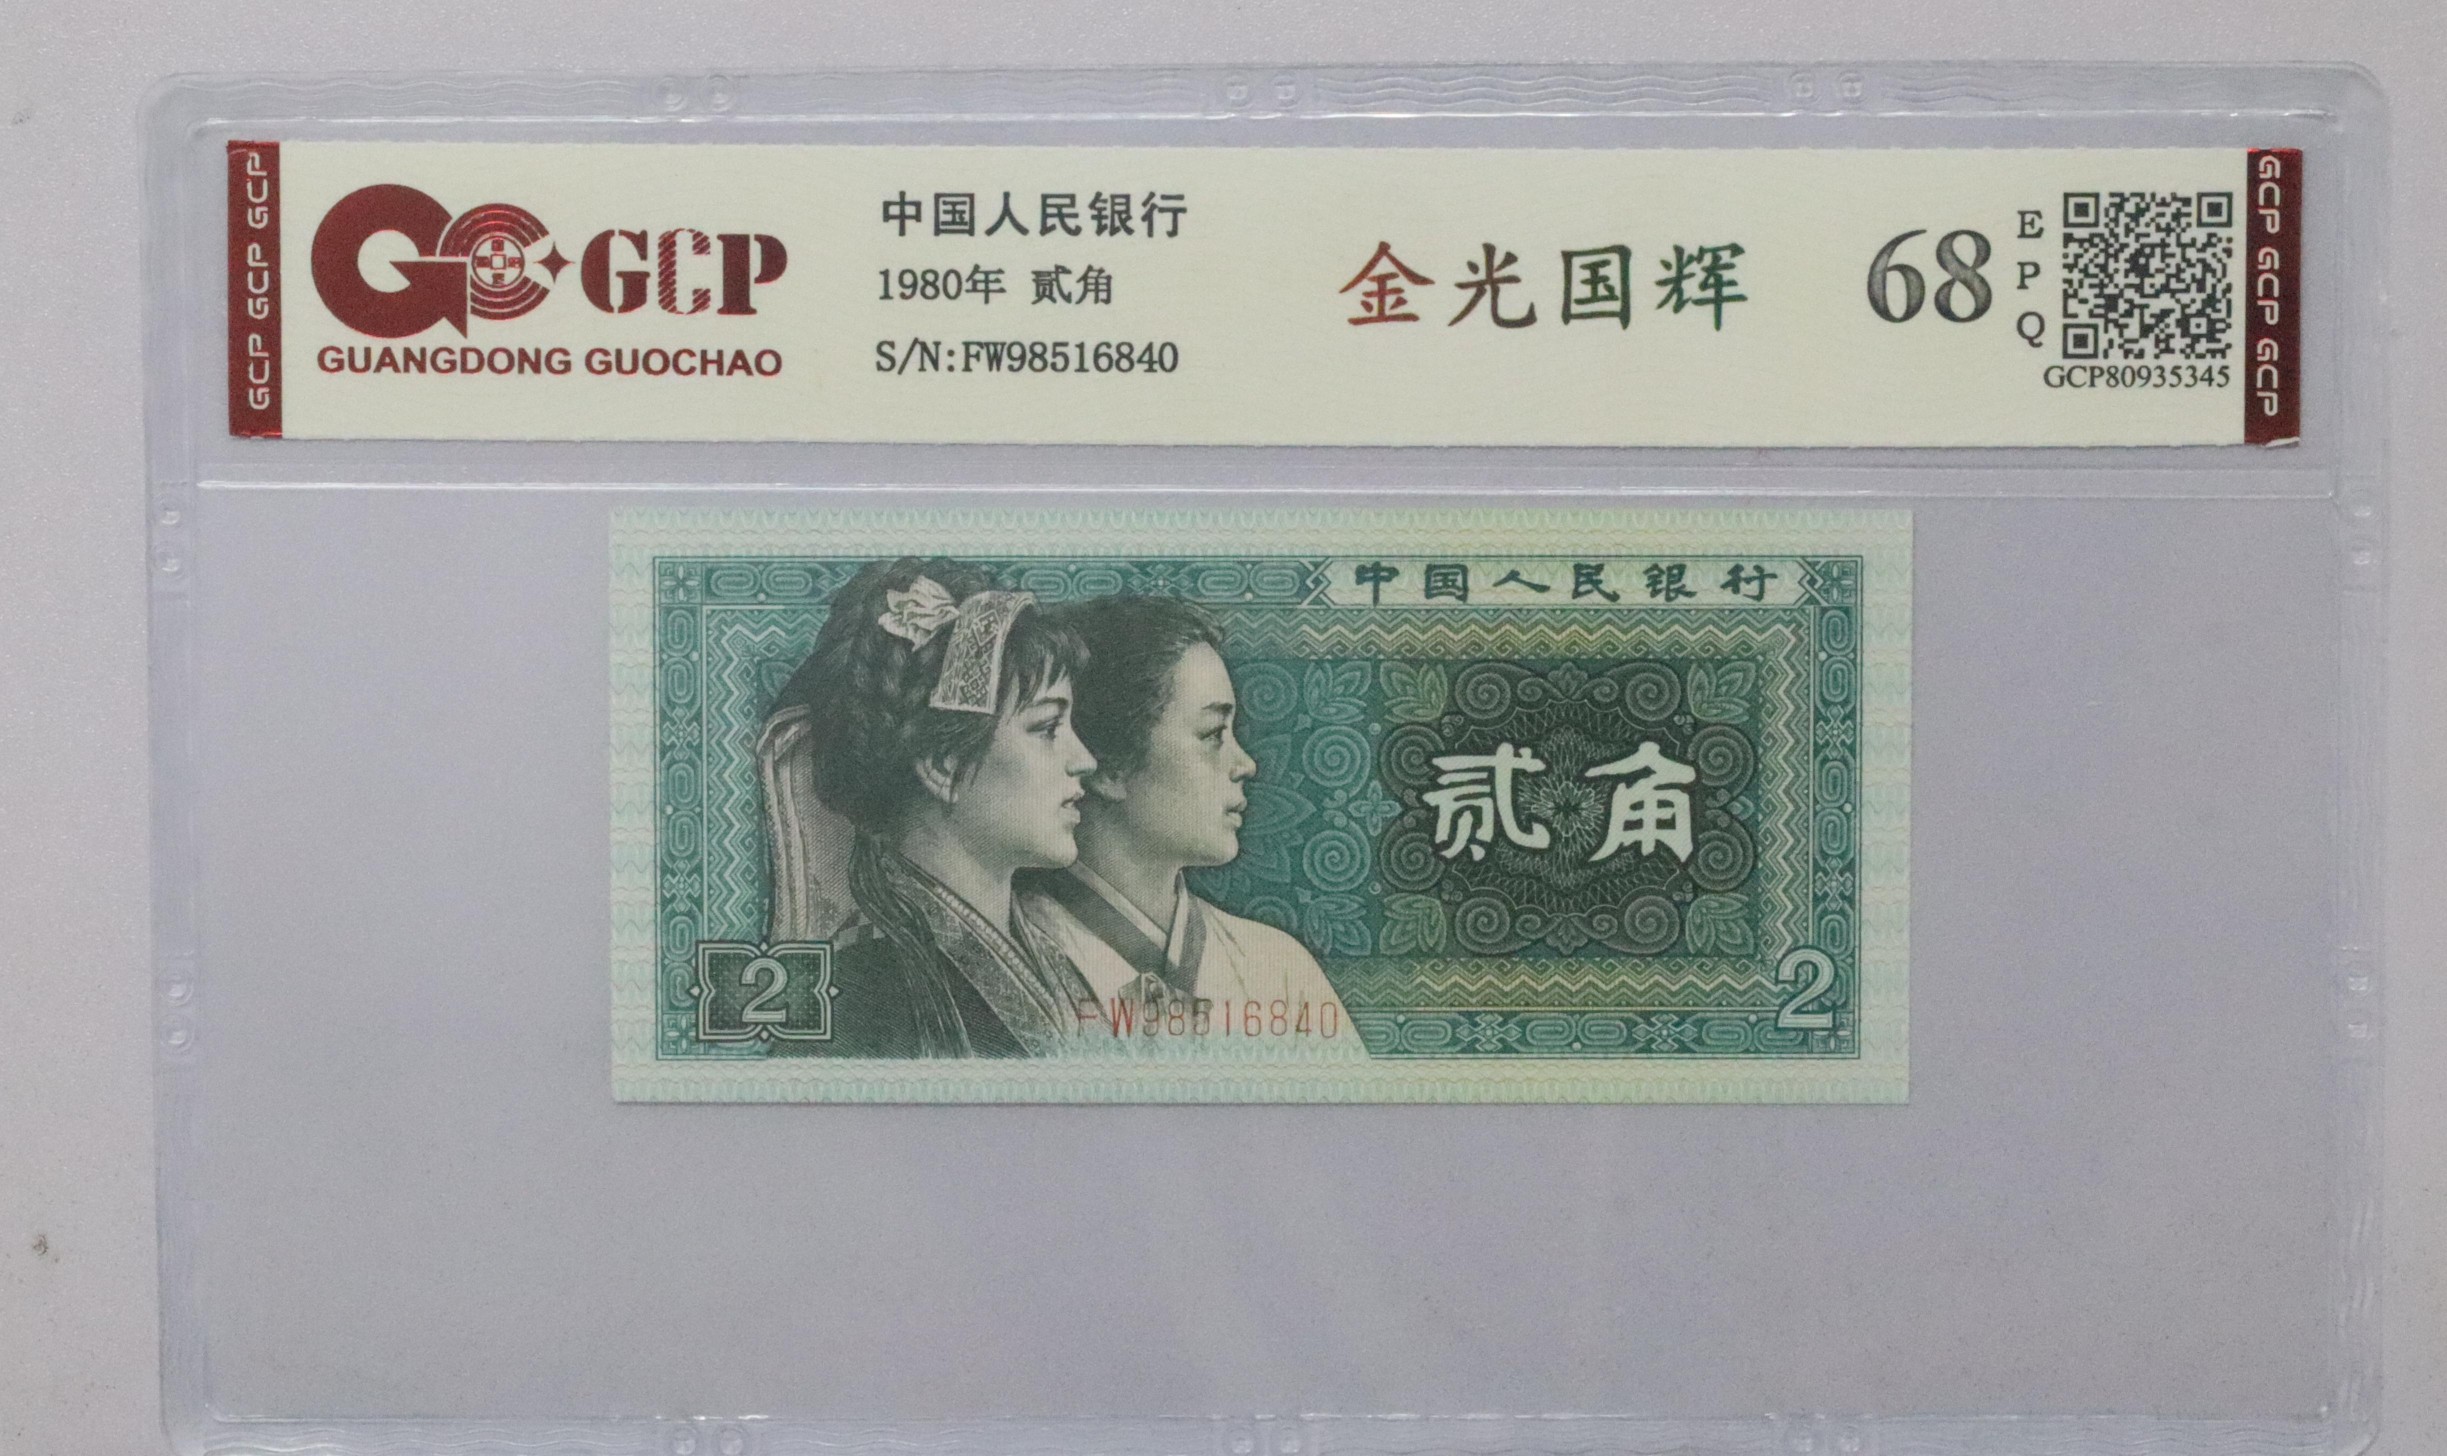 GCP GCP GCP
GCP
GUANGDONG GUOCHAO
中国人民银行
1980年 贰角
S/N:FW98516840
金光国辉
68
EPQ
GCP80935345
GCP GCP GCP
中国人民银行
贰角
2
FW98516840
2